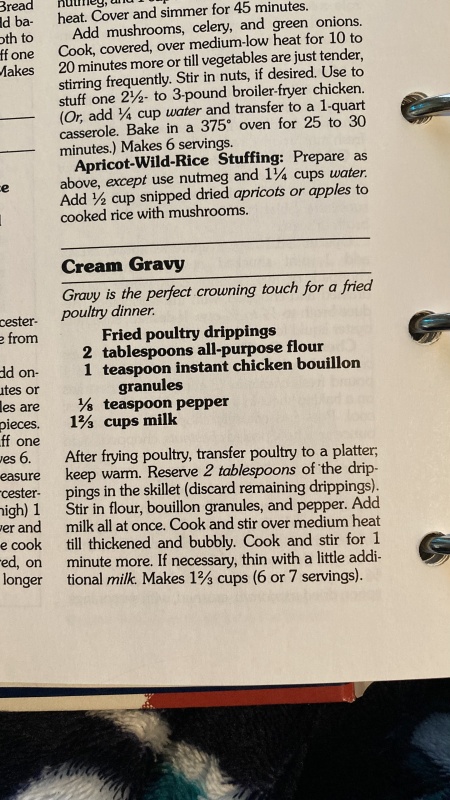 Bread
ld ba-
oth to
ff one
Makes
e
cester-
e from
dd on-
utes or
les are
pieces.
ff one
ves 6.
easure
rcester-
high) 1
ver and
e cook
red, on
longer
heat. Cover and simmer for 45 minutes.
Add mushrooms, celery, and green onions.
Cook, covered, over medium-low heat for 10 to
20 minutes more or till vegetables are just tender,
stirring frequently. Stir in nuts, if desired. Use to
stuff one 2½- to 3-pound broiler-fryer chicken.
(Or, add ¼ cup water and transfer to a 1-quart
casserole. Bake in a 375° oven for 25 to 30
minutes.) Makes 6 servings.
Apricot-Wild-Rice Stuffing: Prepare as
above, except use nutmeg and 1¼ cups water.
Add ½ cup snipped dried apricots or apples to
cooked rice with mushrooms.
Cream Gravy
Gravy is the perfect crowning touch for a fried
poultry dinner.
Fried poultry drippings
2 tablespoons all-purpose flour
1 teaspoon instant chicken bouillon
granules
⅛ teaspoon pepper
1⅔ cups milk
After frying poultry, transfer poultry to a platter;
keep warm. Reserve 2 tablespoons of the drip-
pings in the skillet (discard remaining drippings).
Stir in flour, bouillon granules, and pepper. Add
milk all at once. Cook and stir over medium heat
till thickened and bubbly. Cook and stir for 1
minute more. If necessary, thin with a little addi-
tional milk. Makes 1⅔ cups (6 or 7 servings).